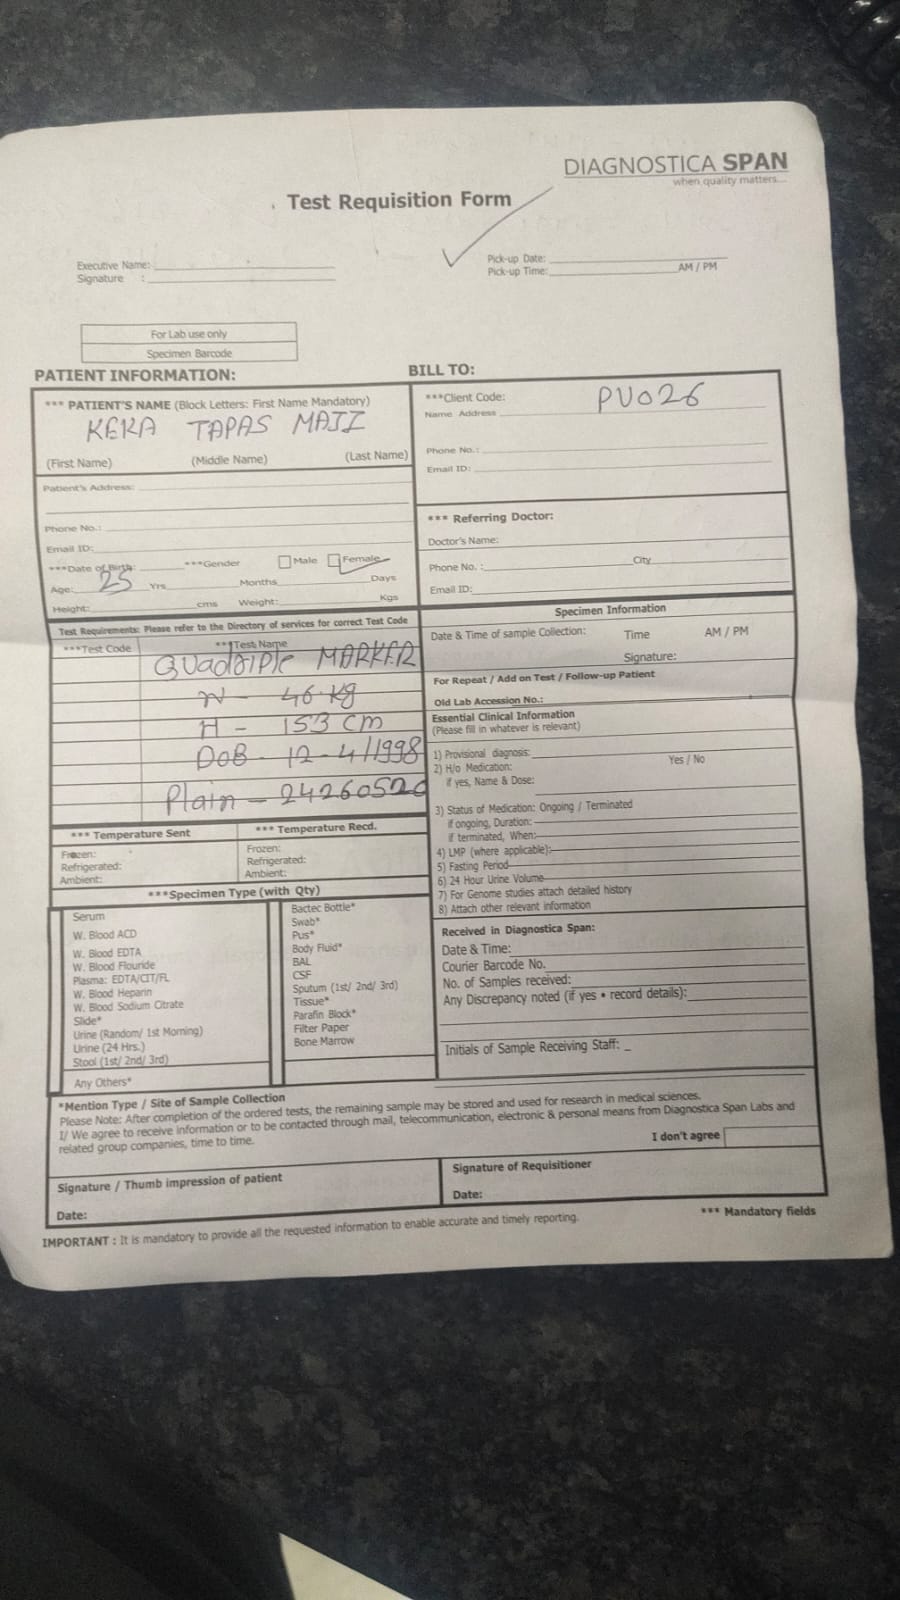 DIAGNOSTICA SPAN
when quality matters...
Test Requisition Form
Executive Name:
Signature :
Pick-up Date:
Pick-up Time: AM / PM
For Lab use only
Specimen Barcode
PATIENT INFORMATION:
*** PATIENT'S NAME (Block Letters: First Name Mandatory)
KEKA TAPAS MAJI
(First Name) (Middle Name) (Last Name)
Patient's Address:
Phone No.:
Email ID:
***Date of Birth: ***Gender Male Female
Age: 25 Yrs Months Days
Height: cms Weight: Kgs
BILL TO:
***Client Code: PU026
Name Address
Phone No.:
Email ID:
*** Referring Doctor:
Doctor's Name:
Phone No. : City
Email ID:
Test Requirements: Please refer to the Directory of services for correct Test Code
***Test Code ***Test Name
Quadriple MARKER
W - 46 kg
H - 153 cm
DOB - 12-4/1998
Plain - 24260520
Specimen Information
Date & Time of sample Collection: Time AM / PM
Signature:
For Repeat / Add on Test / Follow-up Patient
Old Lab Accession No.:
Essential Clinical Information
(Please fill in whatever is relevant)
1) Provisional diagnosis:
2) H/o Medication: Yes / No
if yes, Name & Dose:
3) Status of Medication: Ongoing / Terminated
if ongoing, Duration:
if terminated, When:
4) LMP (where applicable):
5) Fasting Period
6) 24 Hour Urine Volume
7) For Genome studies attach detailed history
8) Attach other relevant information
*** Temperature Sent *** Temperature Recd.
Frozen: Frozen:
Refrigerated: Refrigerated:
Ambient: Ambient:
***Specimen Type (with Qty)
Serum
W. Blood ACD
W. Blood EDTA
W. Blood Flouride
Plasma: EDTA/CIT/FL
W. Blood Heparin
W. Blood Sodium Citrate
Slide*
Urine (Random/ 1st Morning)
Urine (24 Hrs.)
Stool (1st/ 2nd/ 3rd)
Any Others*
Bactec Bottle*
Swab*
Pus*
Body Fluid*
BAL
CSF
Sputum (1st/ 2nd/ 3rd)
Tissue*
Parafin Block*
Filter Paper
Bone Marrow
Received in Diagnostica Span:
Date & Time:
Courier Barcode No.
No. of Samples received:
Any Discrepancy noted (if yes • record details):
Initials of Sample Receiving Staff: _
*Mention Type / Site of Sample Collection
Please Note: After completion of the ordered tests, the remaining sample may be stored and used for research in medical sciences.
I/ We agree to receive information or to be contacted through mail, telecommunication, electronic & personal means from Diagnostica Span Labs and
related group companies, time to time.
I don't agree
Signature / Thumb impression of patient
Date:
Signature of Requisitioner
Date:
IMPORTANT : It is mandatory to provide all the requested information to enable accurate and timely reporting.
*** Mandatory fields